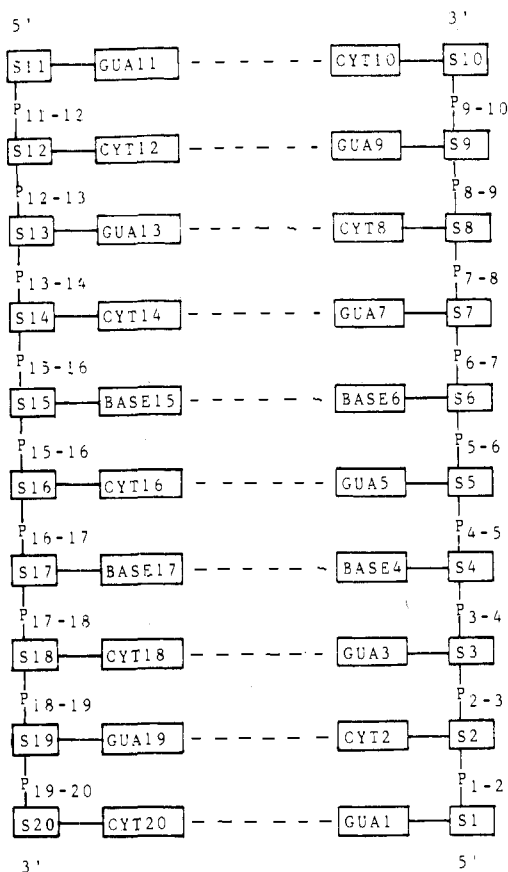 5' 3'
S11 GUA11 CYT10 S10
P11-12 P9-10
S12 CYT12 GUA9 S9
P12-13 P8-9
S13 GUA13 CYT8 S8
P13-14 P7-8
S14 CYT14 GUA7 S7
P15-16 P6-7
S15 BASE15 BASE6 S6
P15-16 P5-6
S16 CYT16 GUA5 S5
P16-17 P4-5
S17 BASE17 BASE4 S4
P17-18 P3-4
S18 CYT18 GUA3 S3
P18-19 P2-3
S19 GUA19 CYT2 S2
P19-20 P1-2
S20 CYT20 GUA1 S1
3' 5'